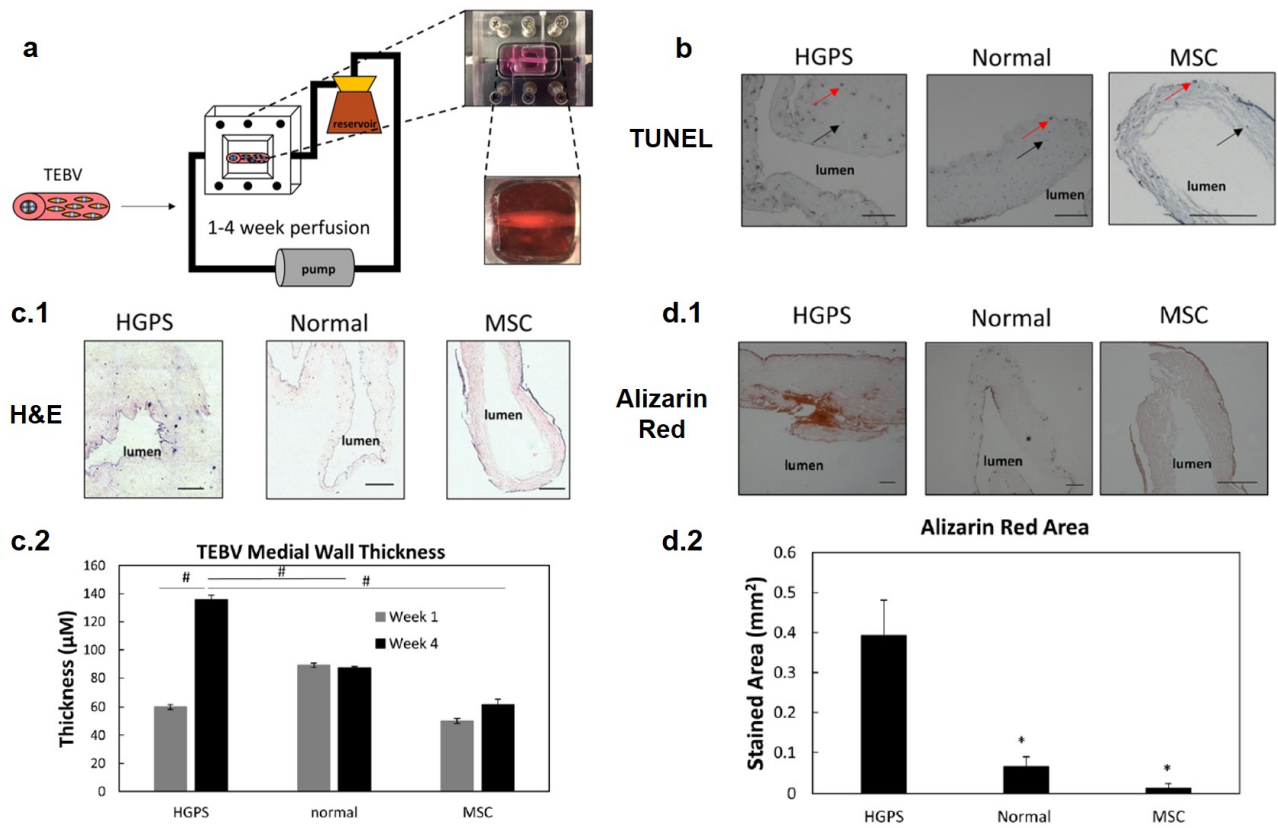 a
TEBV
reservoir
1-4 week perfusion
pump
b
HGPS
Normal
MSC
TUNEL
lumen
lumen
lumen
c.1
HGPS
Normal
MSC
H&E
lumen
lumen
lumen
d.1
HGPS
Normal
MSC
Alizarin
Red
lumen
lumen
lumen
c.2
TEBV Medial Wall Thickness
Thickness (µM)
160
140
120
100
80
60
40
20
0
#
#
#
Week 1
Week 4
HGPS
normal
MSC
d.2
Alizarin Red Area
Stained Area (mm²)
0.6
0.5
0.4
0.3
0.2
0.1
0
*
*
HGPS
Normal
MSC